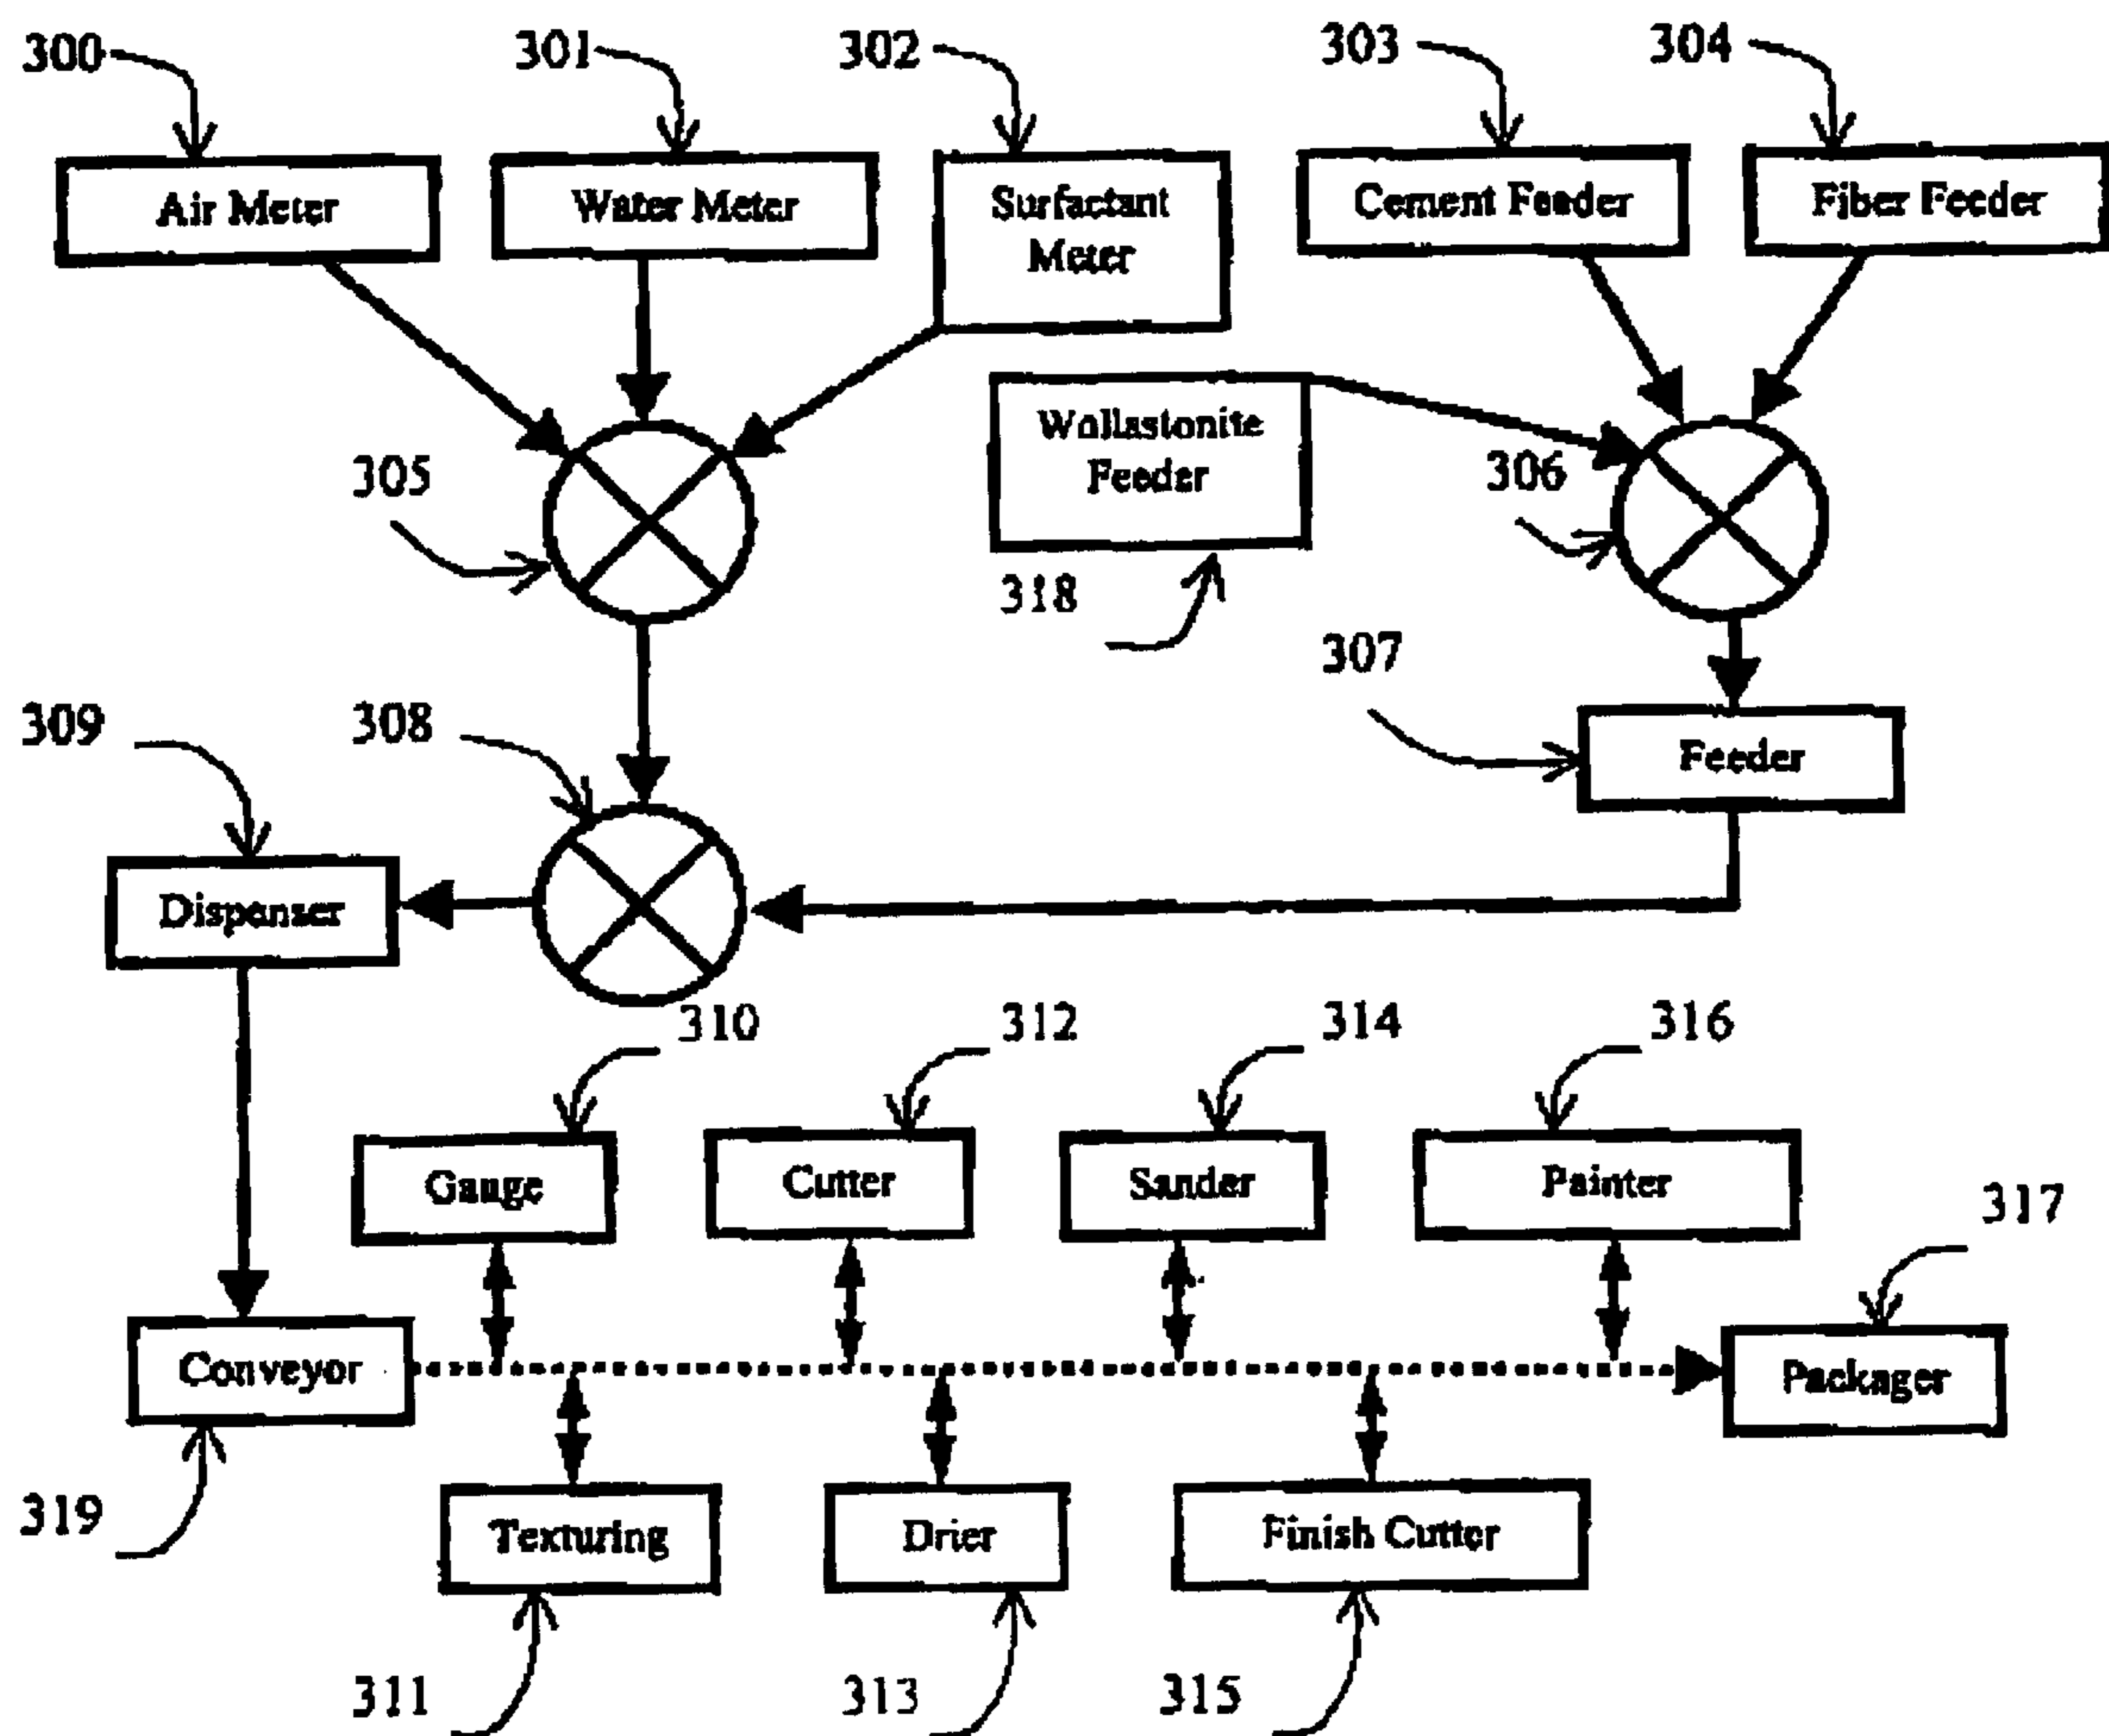 300
301
302
303
304
Air Meter
Water Meter
Surfactant
Meter
Cement Feeder
Fiber Feeder
Wollastonite
Feeder
305
306
318
307
309
308
Feeder
Dispenser
310
312
314
316
Gauge
Cutter
Sander
Painter
317
Conveyor
Packager
319
Texturing
Drier
Finish Cutter
311
313
315